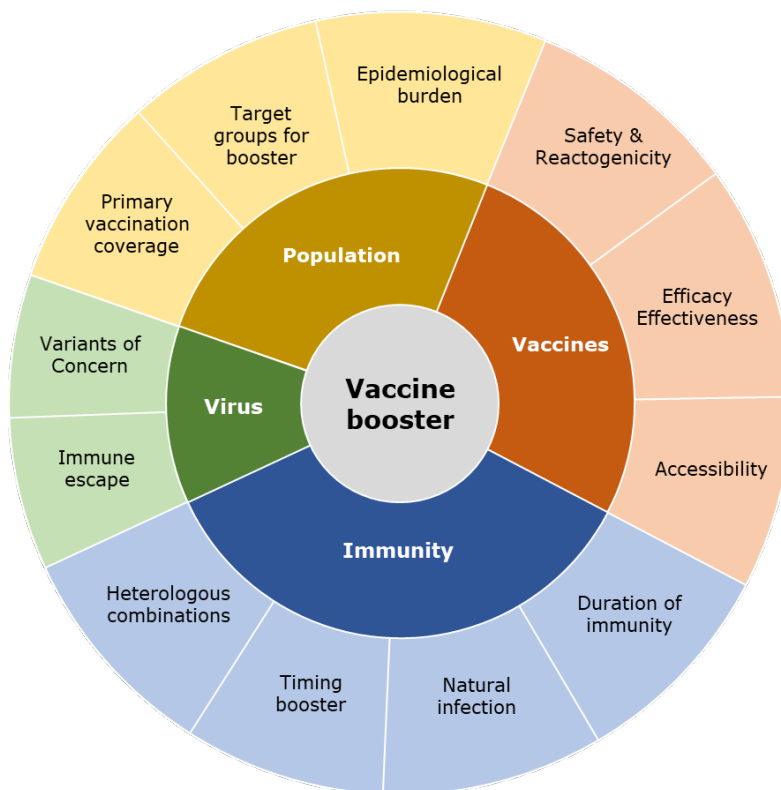 Epidemiological
burden
Target
groups for
booster
Safety &
Reactogenicity
Primary
vaccination
coverage
Population
Efficacy
Effectiveness
Variants of
Concern
Vaccines
Virus
Vaccine
booster
Immune
escape
Accessibility
Immunity
Heterologous
combinations
Duration of
immunity
Timing
booster
Natural
infection